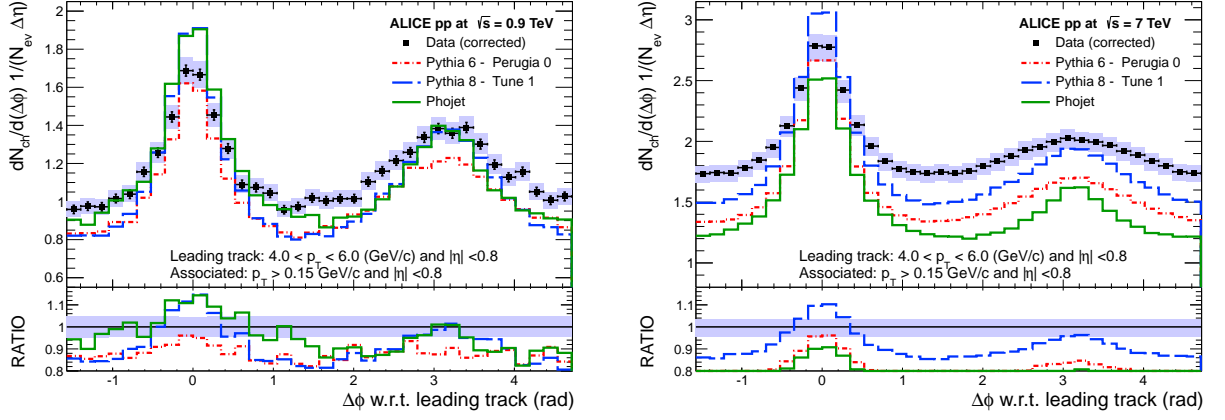 ALICE pp at √s = 0.9 TeV
Data (corrected)
Pythia 6 - Perugia 0
Pythia 8 - Tune 1
Phojet
dN_ch/d(Δϕ) 1/(N_ev Δη)
2
1.8
1.6
1.4
1.2
1
0.8
0.6
Leading track: 4.0 < p_T < 6.0 (GeV/c) and |η| <0.8
Associated: p_T > 0.15 GeV/c and |η| <0.8
RATIO
1.1
1
0.9
0.8
-1 0 1 2 3 4
Δϕ w.r.t. leading track (rad)
ALICE pp at √s = 7 TeV
Data (corrected)
Pythia 6 - Perugia 0
Pythia 8 - Tune 1
Phojet
dN_ch/d(Δϕ) 1/(N_ev Δη)
3
2.5
2
1.5
1
Leading track: 4.0 < p_T < 6.0 (GeV/c) and |η| <0.8
Associated: p_T > 0.15 GeV/c and |η| <0.8
RATIO
1.1
1
0.9
0.8
-1 0 1 2 3 4
Δϕ w.r.t. leading track (rad)